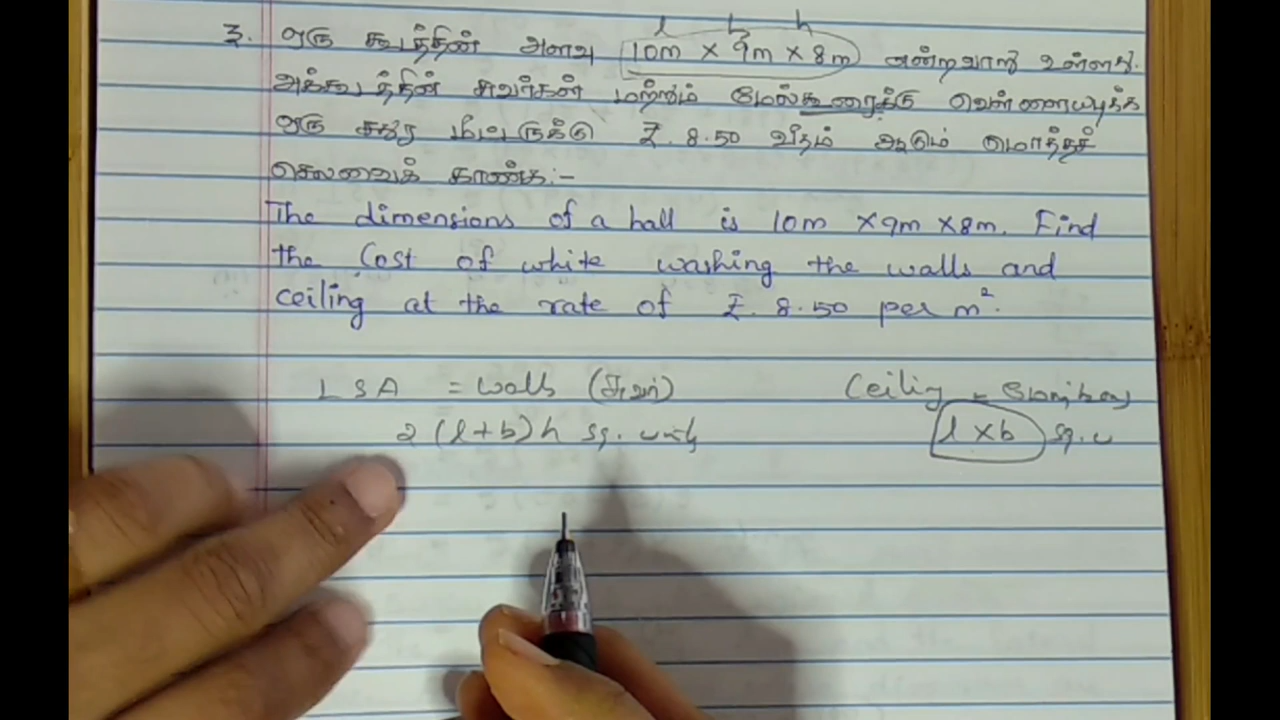 l b h
3. ஒரு கூடத்தின் அளவு 10m × 9m × 8m என்றவாறு உள்ளது.
அக்கூடத்தின் சுவர்கள் மற்றும் மேல்கூரைக்கு வெள்ளையடிக்க
ஒரு சதுர மீட்டருக்கு ₹. 8.50 வீதம் ஆகும் மொத்தச்
செலவைக் காண்க:-
The dimensions of a hall is 10m × 9m × 8m. Find
the Cost of white washing the walls and
ceiling at the rate of ₹. 8.50 per m².
LSA = walls (சுவர்) Ceiling =
2 (l+b)h sq. units l × b sq. u